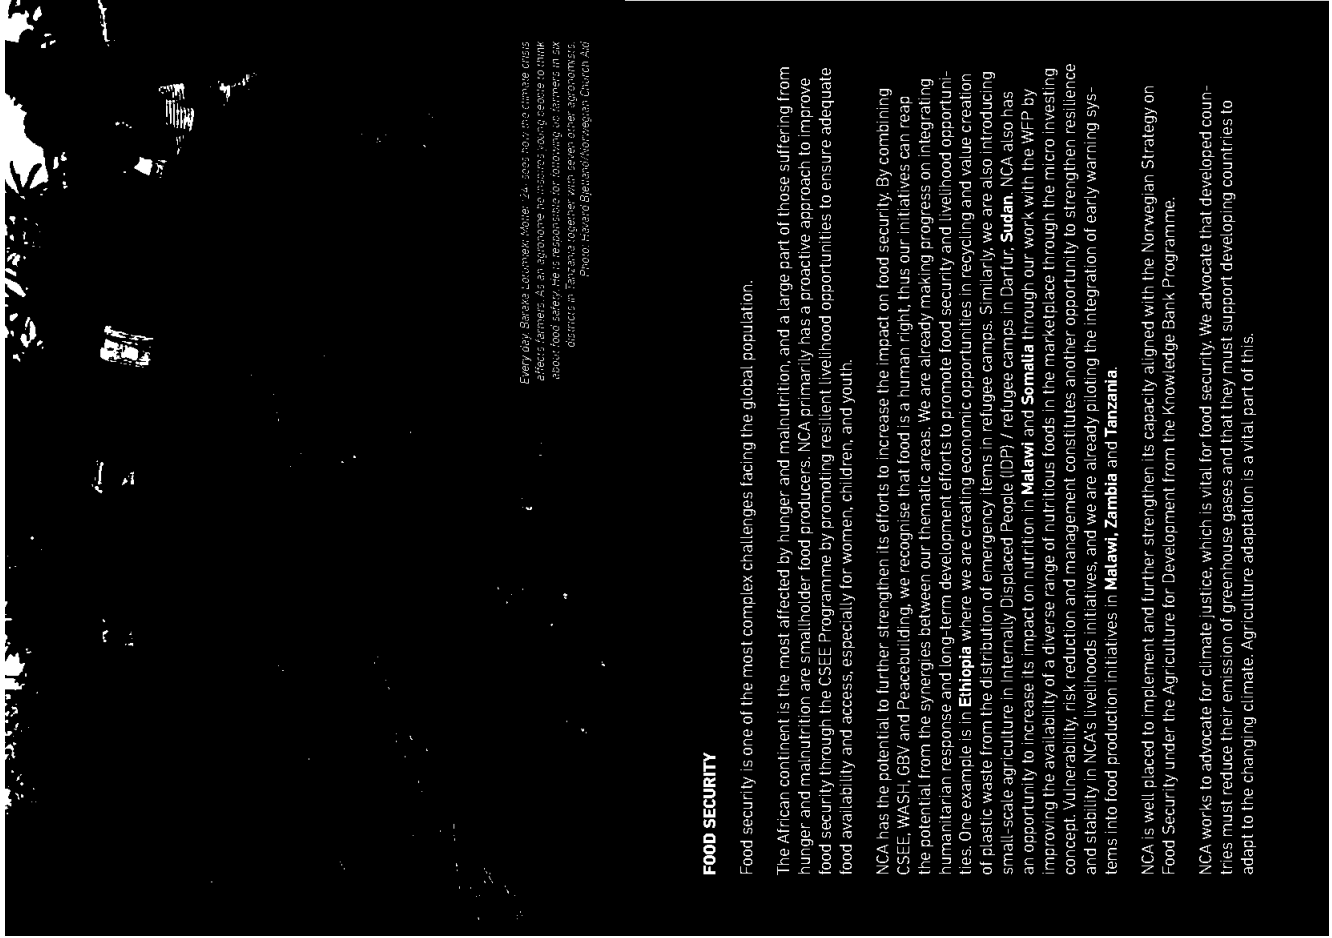 Every day, Baraka Lotomiek Mollel (24) sees how the climate crisis
affects farmers. As an agronome he inspires young people to think
about food safety. He is responsible for following up farmers in six
districts in Tanzania together with seven other agronomists.
Photo: Håvard Bjelland/Norwegian Church Aid
FOOD SECURITY
Food security is one of the most complex challenges facing the global population.
The African continent is the most affected by hunger and malnutrition, and a large part of those suffering from
hunger and malnutrition are smallholder food producers. NCA primarily has a proactive approach to improve
food security through the CSEE Programme by promoting resilient livelihood opportunities to ensure adequate
food availability and access, especially for women, children, and youth.
NCA has the potential to further strengthen its efforts to increase the impact on food security. By combining
CSEE, WASH, GBV and Peacebuilding, we recognise that food is a human right, thus our initiatives can reap
the potential from the synergies between our thematic areas. We are already making progress on integrating
humanitarian response and long-term development efforts to promote food security and livelihood opportuni-
ties. One example is in Ethiopia where we are creating economic opportunities in recycling and value creation
of plastic waste from the distribution of emergency items in refugee camps. Similarly, we are also introducing
small-scale agriculture in Internally Displaced People (IDP) / refugee camps in Darfur, Sudan. NCA also has
an opportunity to increase its impact on nutrition in Malawi and Somalia through our work with the WFP by
improving the availability of a diverse range of nutritious foods in the marketplace through the micro investing
concept. Vulnerability, risk reduction and management constitutes another opportunity to strengthen resilience
and stability in NCA's livelihoods initiatives, and we are already piloting the integration of early warning sys-
tems into food production initiatives in Malawi, Zambia and Tanzania.
NCA is well placed to implement and further strengthen its capacity aligned with the Norwegian Strategy on
Food Security under the Agriculture for Development from the Knowledge Bank Programme.
NCA works to advocate for climate justice, which is vital for food security. We advocate that developed coun-
tries must reduce their emission of greenhouse gases and that they must support developing countries to
adapt to the changing climate. Agriculture adaptation is a vital part of this.